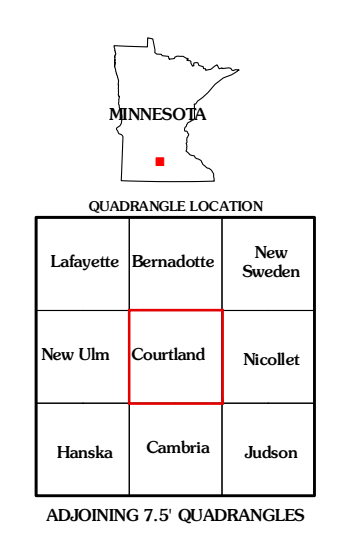 MINNESOTA
QUADRANGLE LOCATION
Lafayette
Bernadotte
New
Sweden
New Ulm
Courtland
Nicollet
Hanska
Cambria
Judson
ADJOINING 7.5' QUADRANGLES